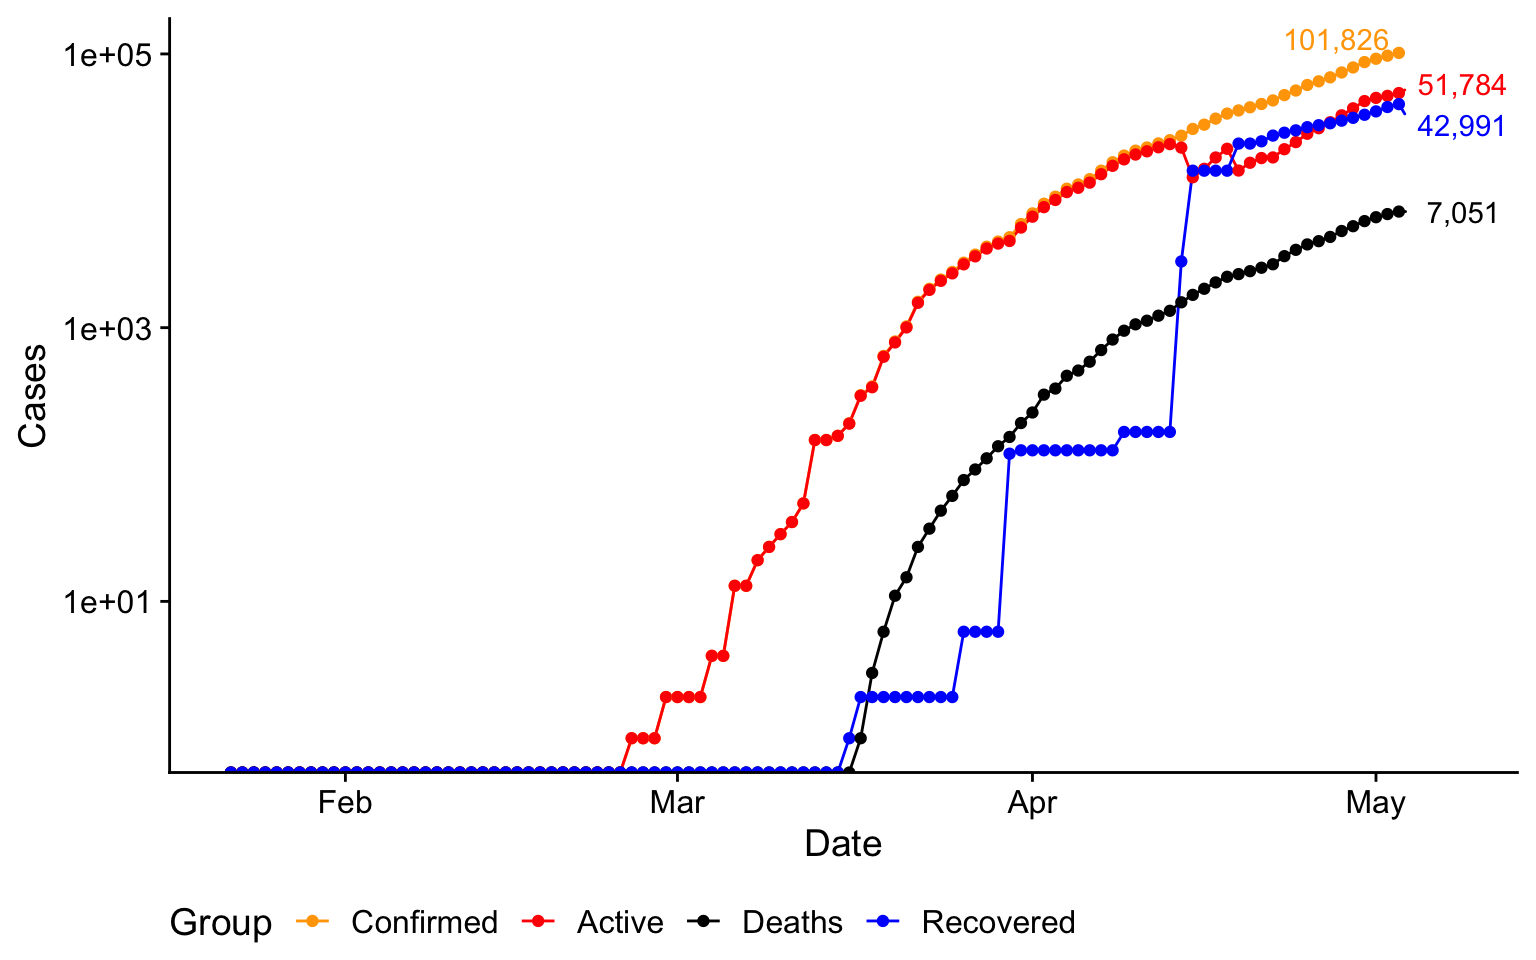 101,826
1e+05
51,784
42,991
7,051
1e+03
Cases
1e+01
Feb Mar Apr May
Date
Group Confirmed Active Deaths Recovered